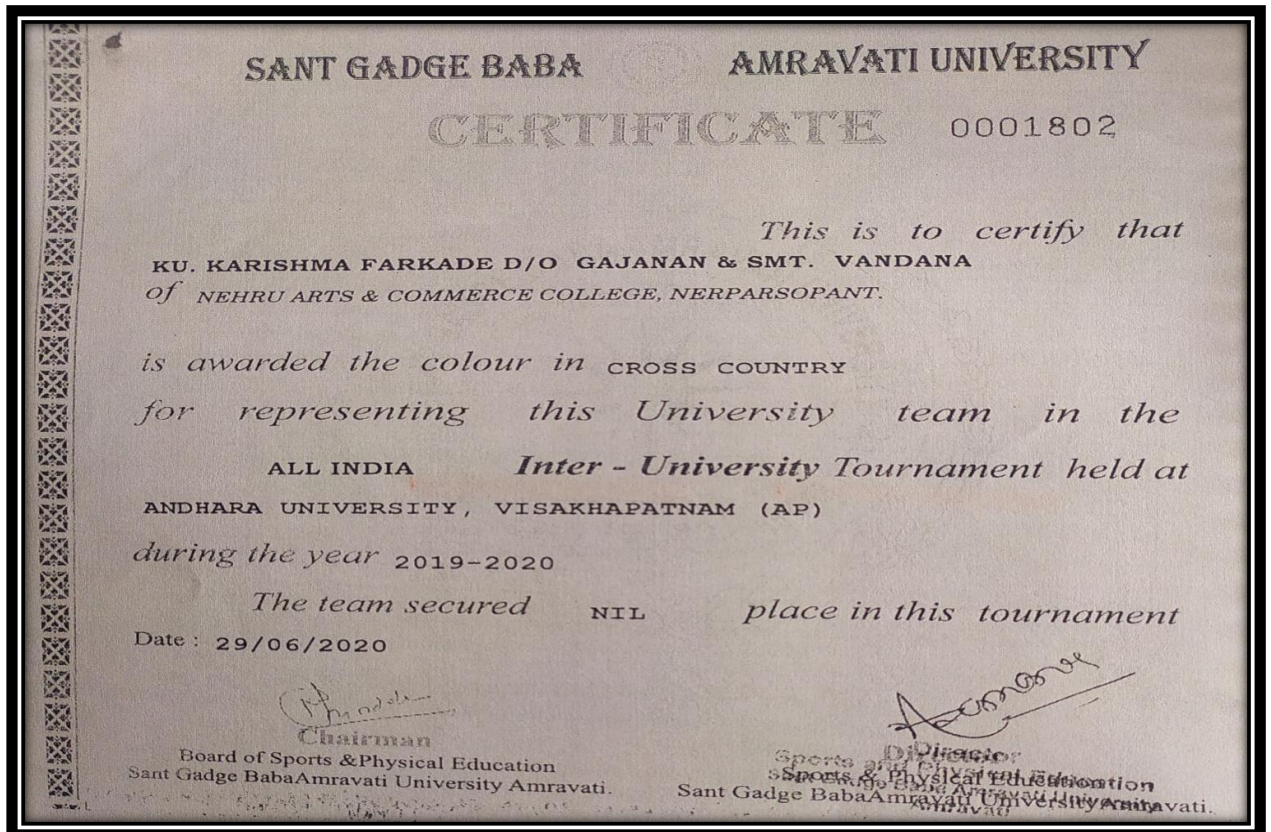 SANT GADGE BABA AMRAVATI UNIVERSITY
CERTIFICATE 0001802
This is to certify that
KU. KARISHMA FARKADE D/O GAJANAN & SMT. VANDANA
of NEHRU ARTS & COMMERCE COLLEGE, NERPARSOPANT.
is awarded the colour in CROSS COUNTRY
for representing this University team in the
ALL INDIA Inter - University Tournament held at
ANDHARA UNIVERSITY, VISAKHAPATNAM (AP)
during the year 2019-2020
The team secured NIL place in this tournament
Date : 29/06/2020
Chairman
Board of Sports &Physical Education
Sant Gadge BabaAmravati University Amravati.
Director
Sports & Physical Education
Sant Gadge BabaAmravati University Amravati.